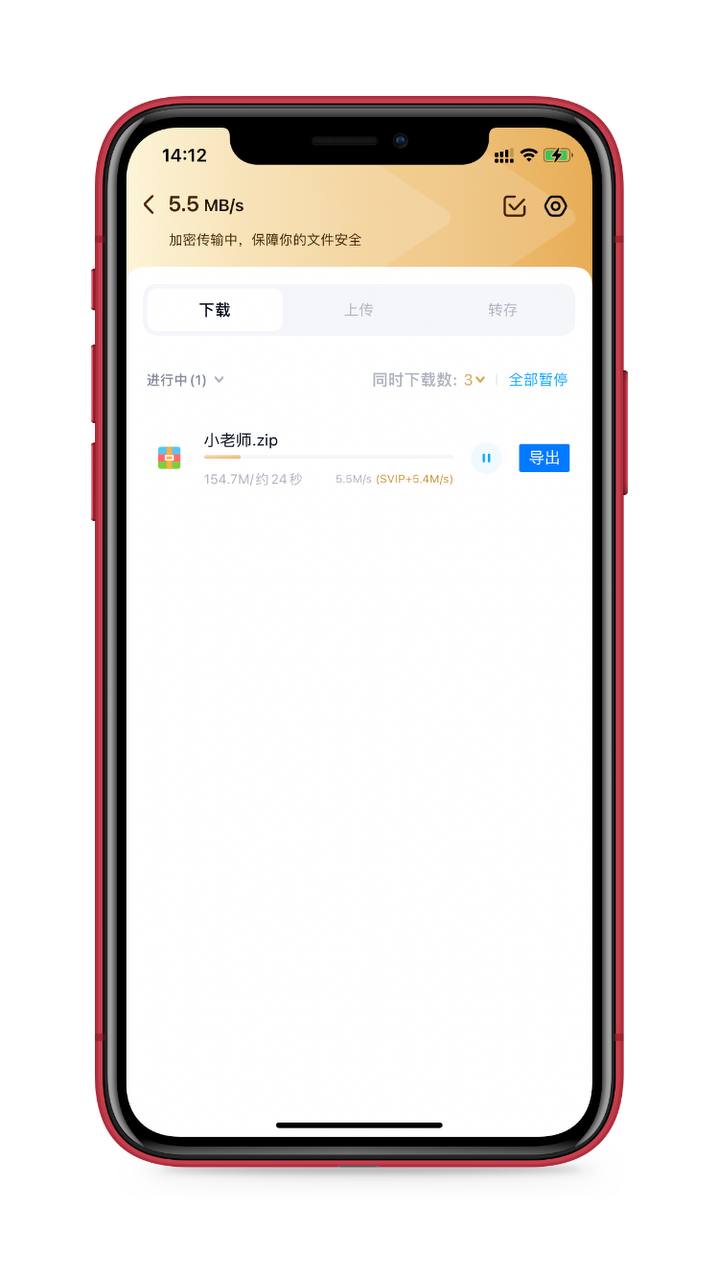 14:12
5.5 MB/s
加密传输中，保障你的文件安全
下载 上传 转存
进行中 (1) 同时下载数: 3 全部暂停
小老师.zip
154.7M/约24秒 5.5M/s (SVIP+5.4M/s) 导出